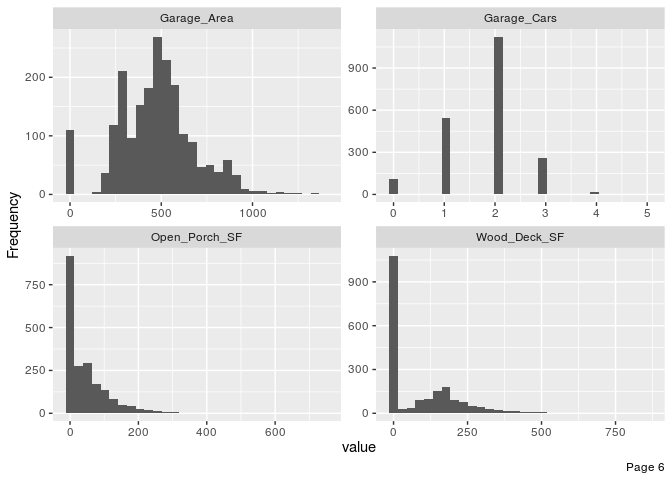 Garage_Area Garage_Cars
200
100
0
0 500 1000
900
600
300
0
0 1 2 3 4 5
Frequency
Open_Porch_SF Wood_Deck_SF
750
500
250
0
0 200 400 600
900
600
300
0
0 250 500 750
value
Page 6